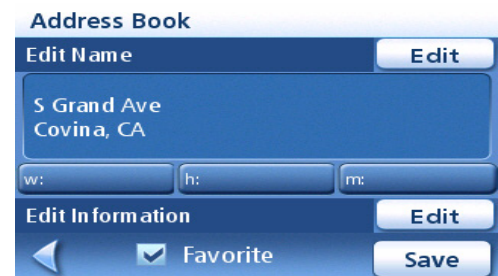 Address Book
Edit Name Edit
S Grand Ave
Covina, CA
w: h: m:
Edit Information Edit
Favorite Save